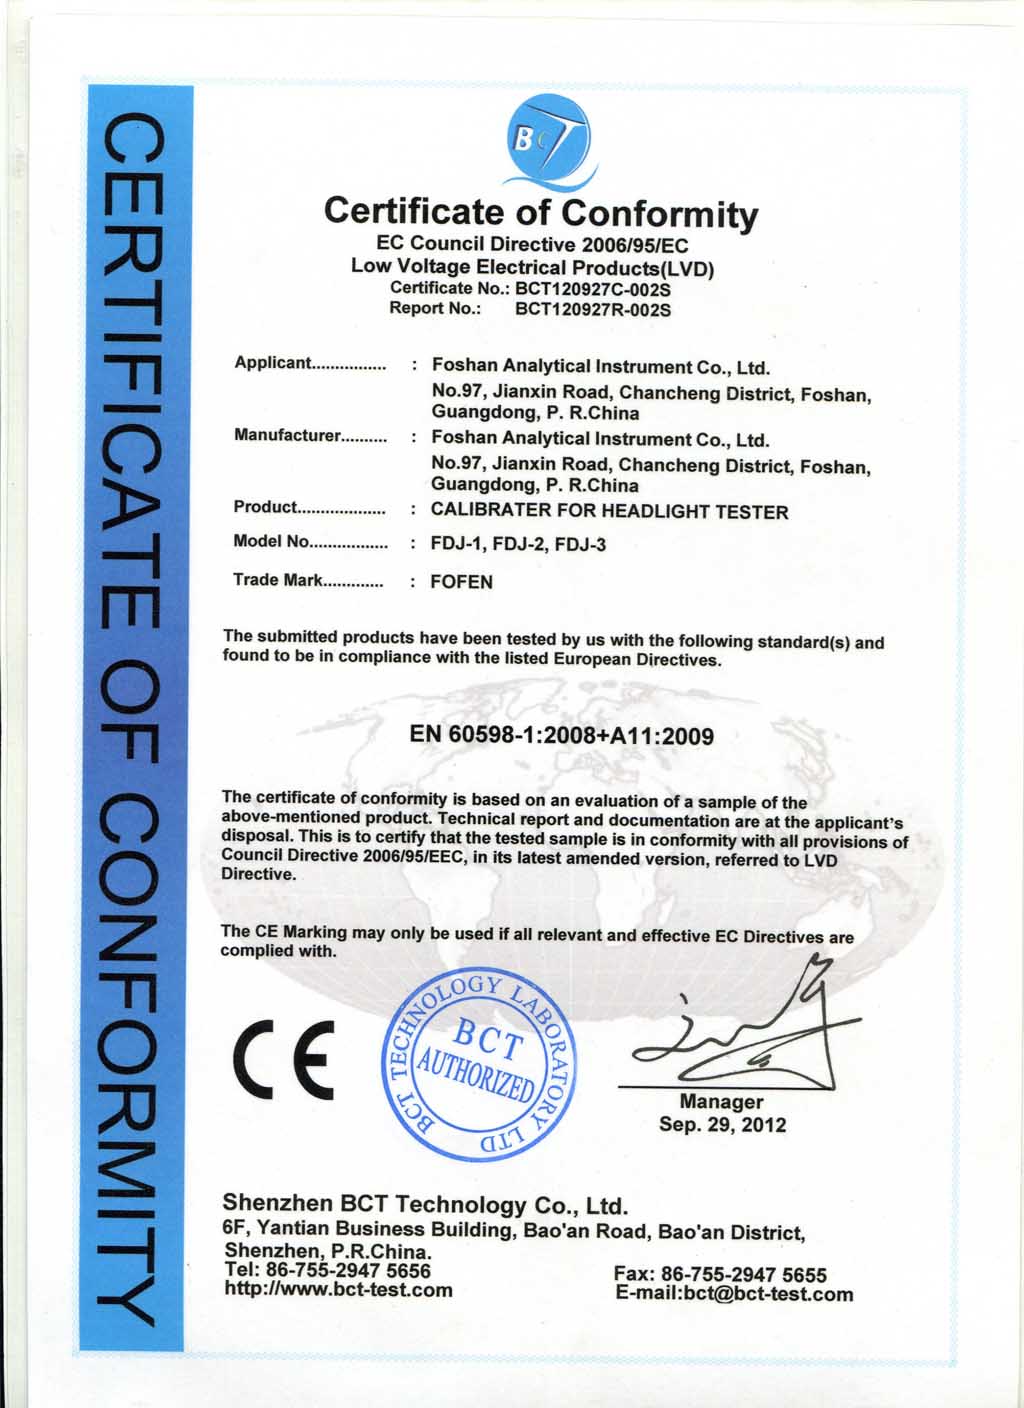 CERTIFICATE OF CONFORMITY
BCT
Certificate of Conformity
EC Council Directive 2006/95/EC
Low Voltage Electrical Products(LVD)
Certificate No.: BCT120927C-002S
Report No.: BCT120927R-002S
Applicant................. : Foshan Analytical Instrument Co., Ltd.
No.97, Jianxin Road, Chancheng District, Foshan,
Guangdong, P. R.China
Manufacturer.......... : Foshan Analytical Instrument Co., Ltd.
No.97, Jianxin Road, Chancheng District, Foshan,
Guangdong, P. R.China
Product.................... : CALIBRATER FOR HEADLIGHT TESTER
Model No.................. : FDJ-1, FDJ-2, FDJ-3
Trade Mark.............. : FOFEN
The submitted products have been tested by us with the following standard(s) and
found to be in compliance with the listed European Directives.
EN 60598-1:2008+A11:2009
The certificate of conformity is based on an evaluation of a sample of the
above-mentioned product. Technical report and documentation are at the applicant's
disposal. This is to certify that the tested sample is in conformity with all provisions of
Council Directive 2006/95/EEC, in its latest amended version, referred to LVD
Directive.
The CE Marking may only be used if all relevant and effective EC Directives are
complied with.
CE
BCT TECHNOLOGY LABORATORY LTD
BCT
AUTHORIZED
Manager
Sep. 29, 2012
Shenzhen BCT Technology Co., Ltd.
6F, Yantian Business Building, Bao'an Road, Bao'an District,
Shenzhen, P.R.China.
Tel: 86-755-2947 5656 Fax: 86-755-2947 5655
http://www.bct-test.com E-mail:bct@bct-test.com